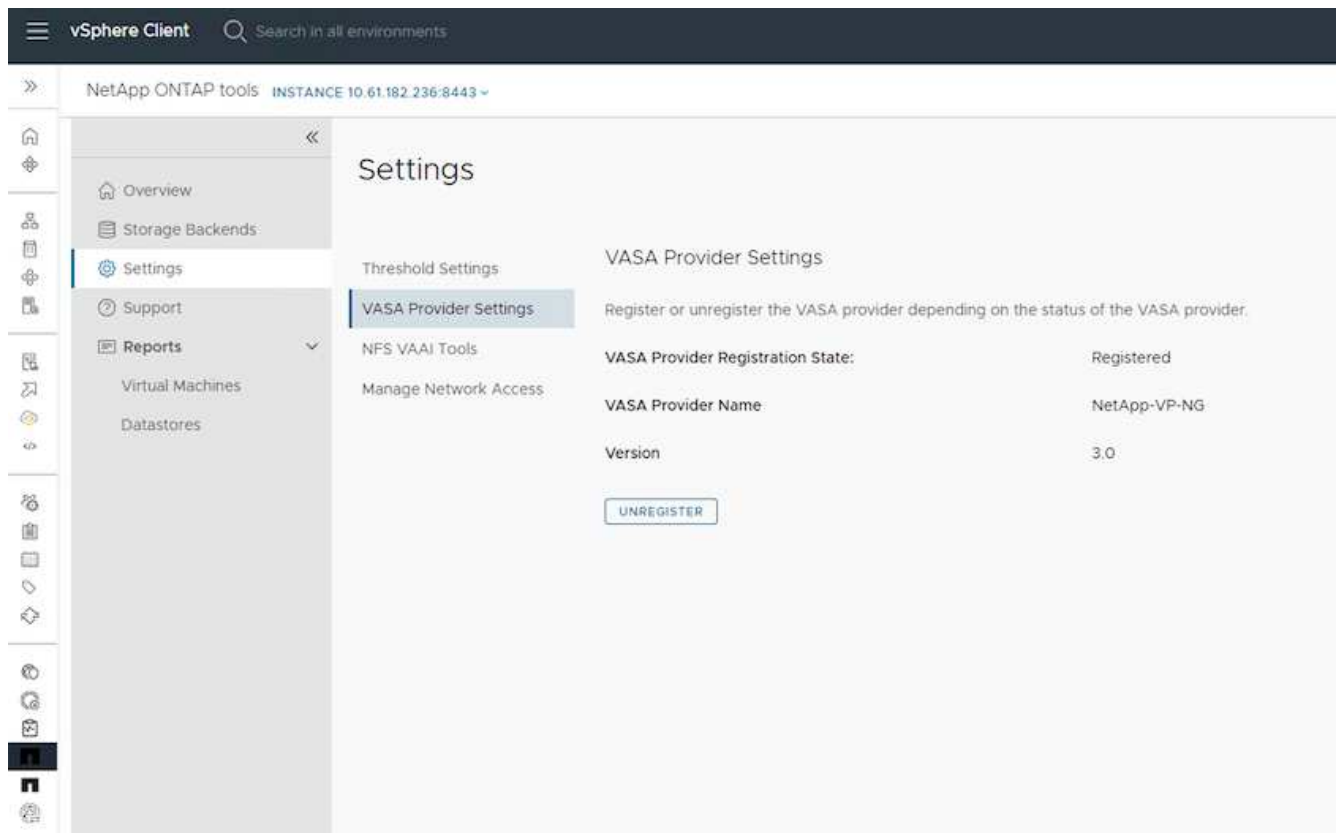 vSphere Client
Search in all environments
NetApp ONTAP tools INSTANCE 10.61.182.236:8443
Overview
Storage Backends
Settings
Support
Reports
Virtual Machines
Datastores
Settings
Threshold Settings
VASA Provider Settings
NFS VAAI Tools
Manage Network Access
VASA Provider Settings
Register or unregister the VASA provider depending on the status of the VASA provider.
VASA Provider Registration State: Registered
VASA Provider Name NetApp-VP-NG
Version 3.0
UNREGISTER